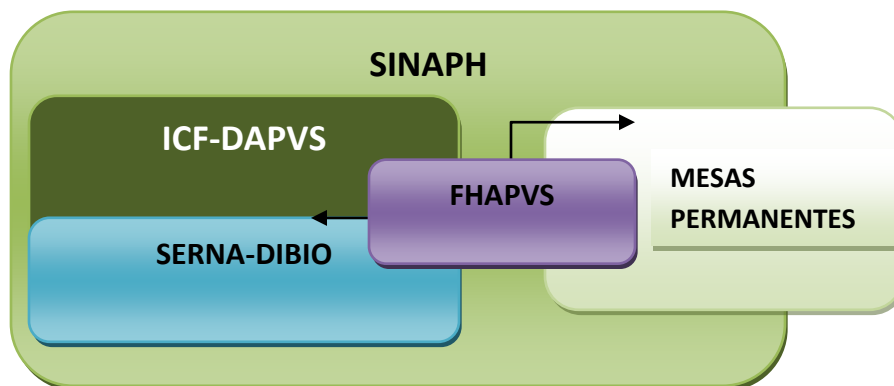 SINAPH
ICF-DAPVS
FHAPVS
MESAS
PERMANENTES
SERNA-DIBIO